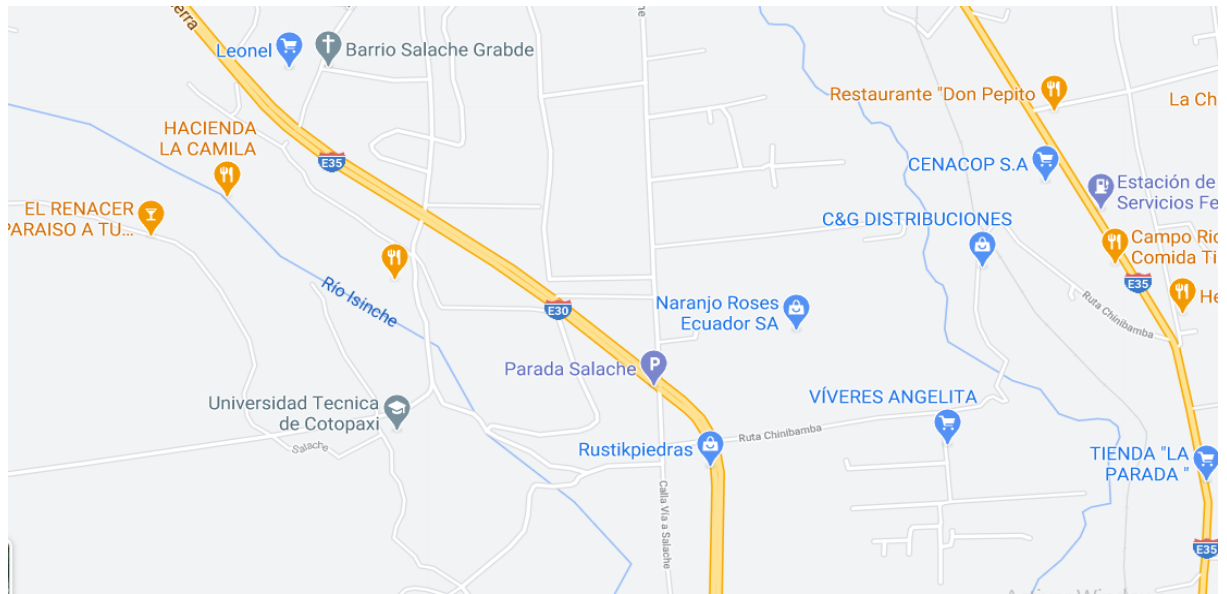 erra
Leonel
Barrio Salache Grabde
Restaurante "Don Pepito
La Ch
HACIENDA
LA CAMILA
E35
CENACOP S.A
Estación de
Servicios Fe
EL RENACER
PARAISO A TU...
C&G DISTRIBUCIONES
Campo Ric
Comida Ti
Río Isinche
E35
He
Ruta Chinibamba
E30
Naranjo Roses
Ecuador SA
P
Parada Salache
Universidad Tecnica
de Cotopaxi
VÍVERES ANGELITA
Salache
Ruta Chinibamba
Rustikpiedras
TIENDA "LA
PARADA "
Calla Vía a Salache
E35